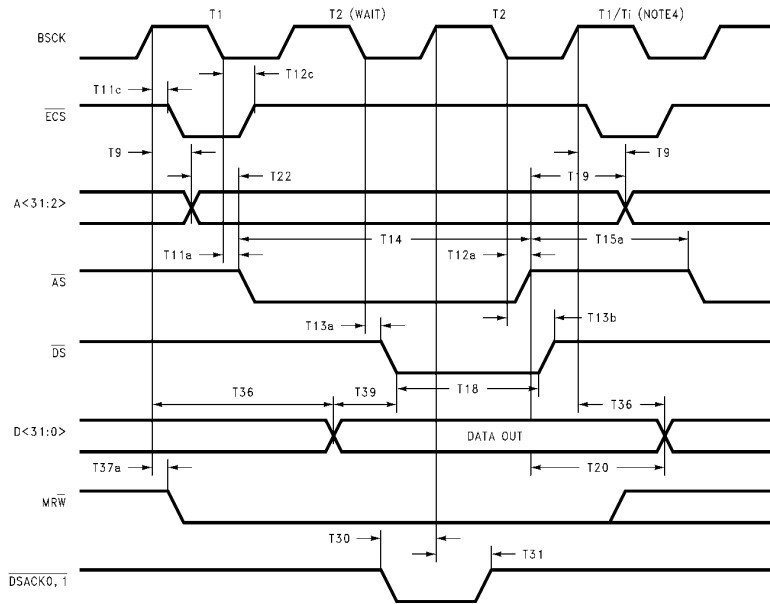 T1 T2 (WAIT) T2 T1/Ti (NOTE4)
BSCK
T12c
T11c
ECS
T9 T9
T22 T19
A<31:2>
T14 T15a
T11a T12a
AS
T13a T13b
DS
T18
T36 T39 T36
D<31:0> DATA OUT
T37a T20
MRW
T30 T31
DSACK0, 1